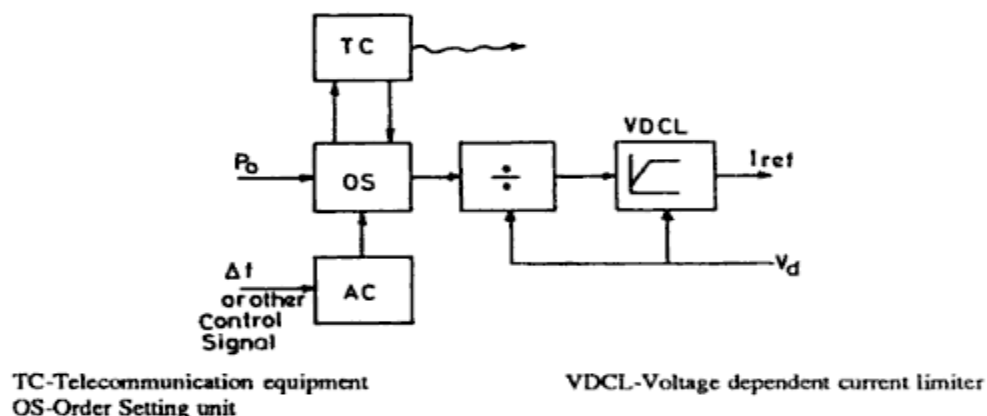 TC
VDCL
Po
OS
÷
Iref
Vd
Δf
or other
Control
Signal
AC
TC-Telecommunication equipment
VDCL-Voltage dependent current limiter
OS-Order Setting unit